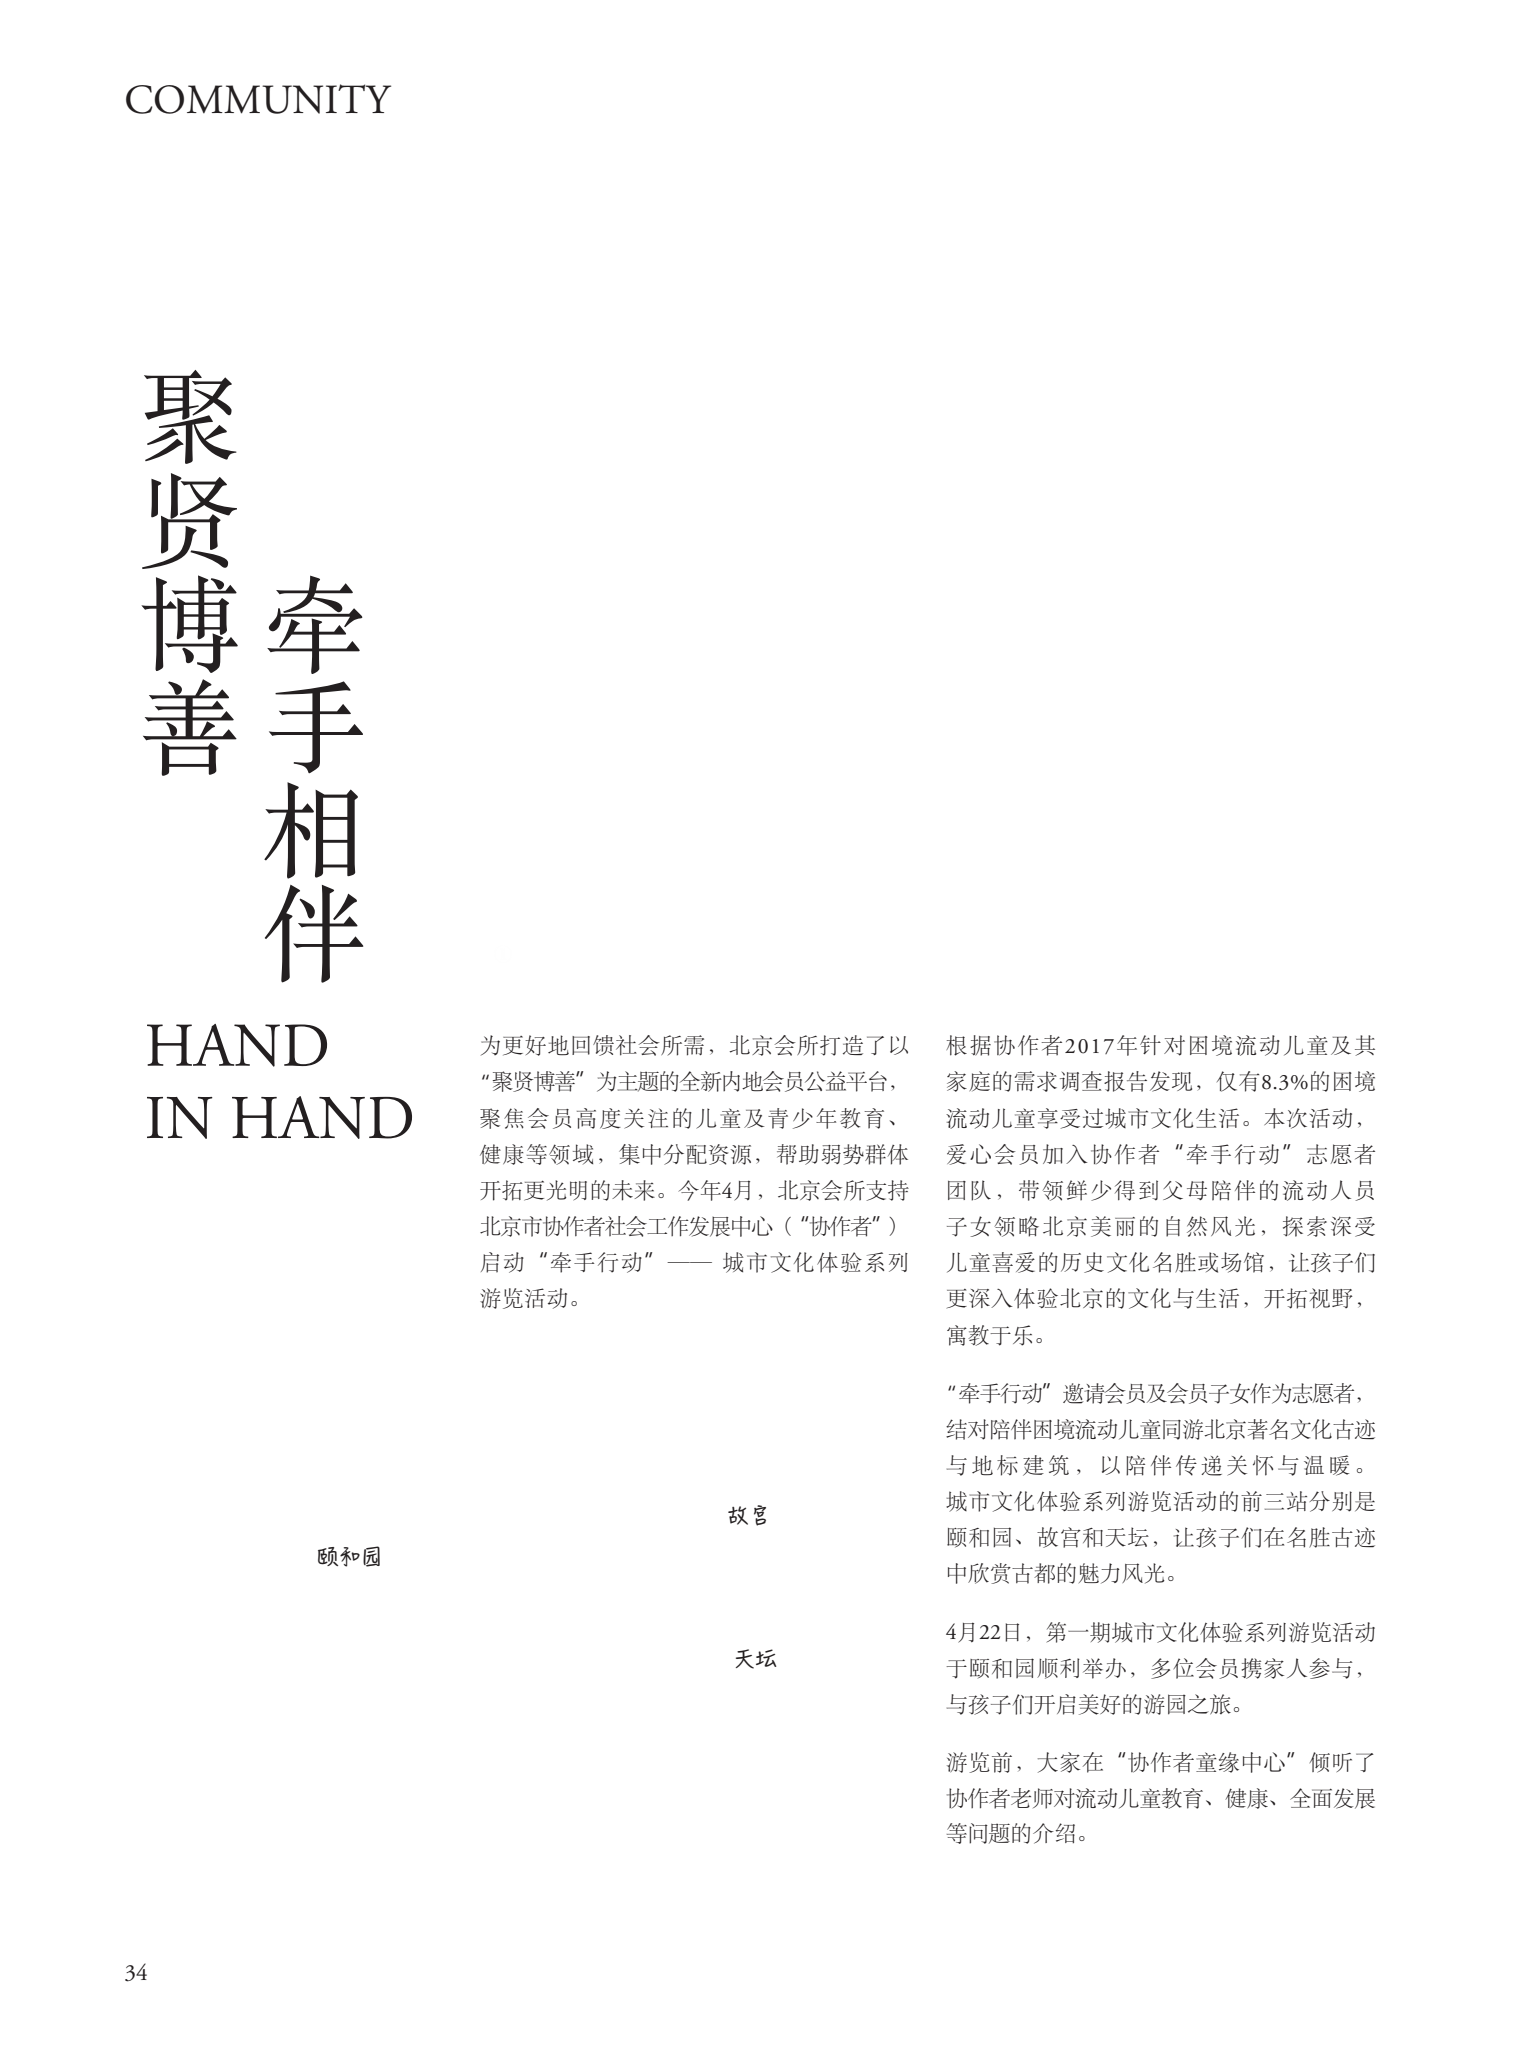 COMMUNITY
聚贤博善
牵手相伴
HAND
IN HAND
为更好地回馈社会所需，北京会所打造了以
“聚贤博善”为主题的全新内地会员公益平台，
聚焦会员高度关注的儿童及青少年教育、
健康等领域，集中分配资源，帮助弱势群体
开拓更光明的未来。今年4月，北京会所支持
北京市协作者社会工作发展中心（“协作者”）
启动“牵手行动”—— 城市文化体验系列
游览活动。
根据协作者2017年针对困境流动儿童及其
家庭的需求调查报告发现，仅有8.3%的困境
流动儿童享受过城市文化生活。本次活动，
爱心会员加入协作者“牵手行动”志愿者
团队，带领鲜少得到父母陪伴的流动人员
子女领略北京美丽的自然风光，探索深受
儿童喜爱的历史文化名胜或场馆，让孩子们
更深入体验北京的文化与生活，开拓视野，
寓教于乐。
“牵手行动”邀请会员及会员子女作为志愿者，
结对陪伴困境流动儿童同游北京著名文化古迹
与地标建筑，以陪伴传递关怀与温暖。
城市文化体验系列游览活动的前三站分别是
颐和园、故宫和天坛，让孩子们在名胜古迹
中欣赏古都的魅力风光。
4月22日，第一期城市文化体验系列游览活动
于颐和园顺利举办，多位会员携家人参与，
与孩子们开启美好的游园之旅。
游览前，大家在“协作者童缘中心”倾听了
协作者老师对流动儿童教育、健康、全面发展
等问题的介绍。
故宫
颐和园
天坛
34